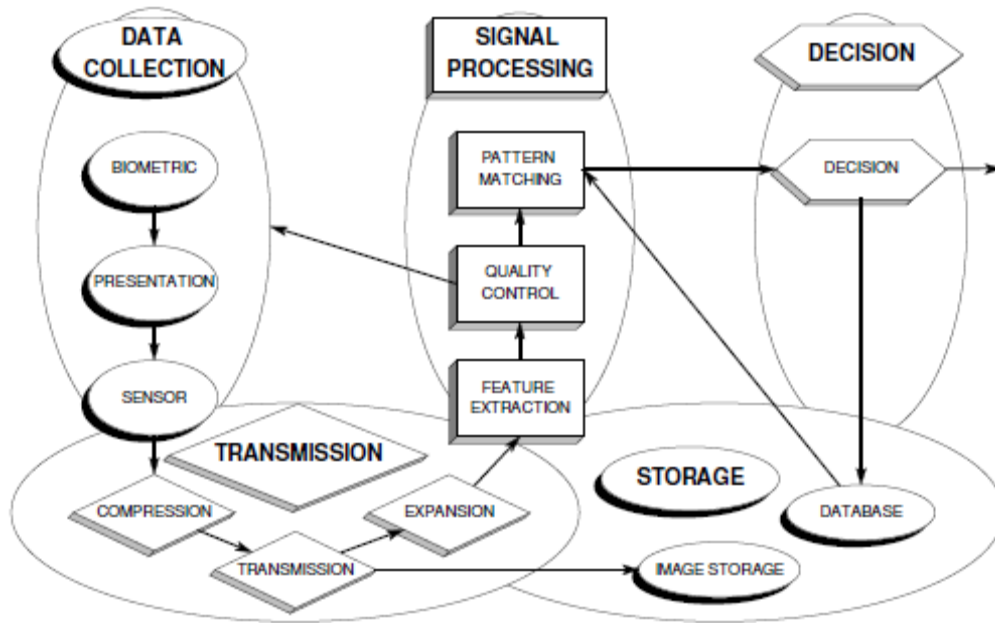 DATA
COLLECTION
SIGNAL
PROCESSING
DECISION
BIOMETRIC
PATTERN
MATCHING
DECISION
PRESENTATION
QUALITY
CONTROL
SENSOR
FEATURE
EXTRACTION
TRANSMISSION
STORAGE
COMPRESSION
EXPANSION
DATABASE
TRANSMISSION
IMAGE STORAGE